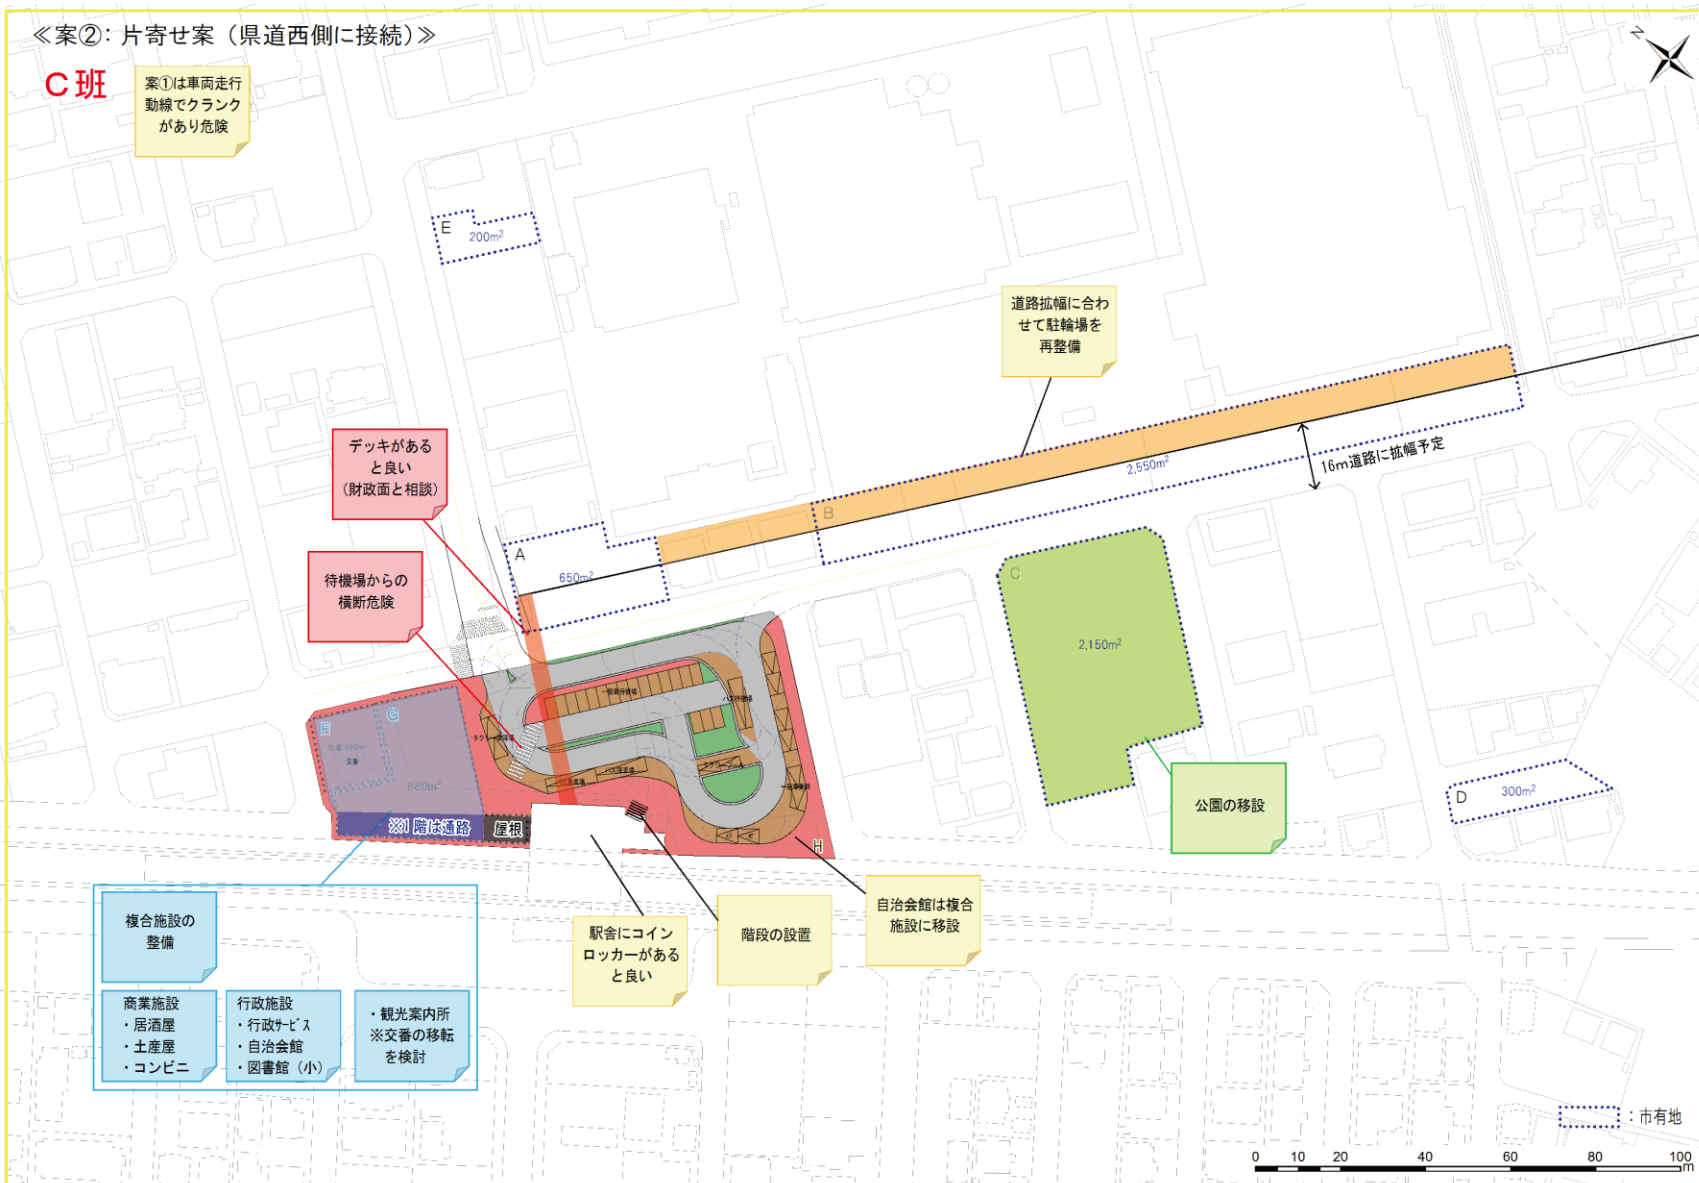 ≪案②：片寄せ案（県道西側に接続）≫
C班
案①は車両走行
動線でクランク
があり危険
N
E
200m²
道路拡幅に合わ
せて駐輪場を
再整備
デッキがある
と良い
（財政面と相談）
待機場からの
横断危険
A
650m²
B
2,550m²
16m道路に拡幅予定
C
2,150m²
公園の移設
D
300m²
F
G
交番
880m²
※1階は通路
屋根
H
複合施設の
整備
商業施設
・居酒屋
・土産屋
・コンビニ
行政施設
・行政ｻｰﾋﾞｽ
・自治会館
・図書館（小）
・観光案内所
※交番の移転
を検討
駅舎にコイン
ロッカーがある
と良い
階段の設置
自治会館は複合
施設に移設
：市有地
0 10 20 40 60 80 100
m